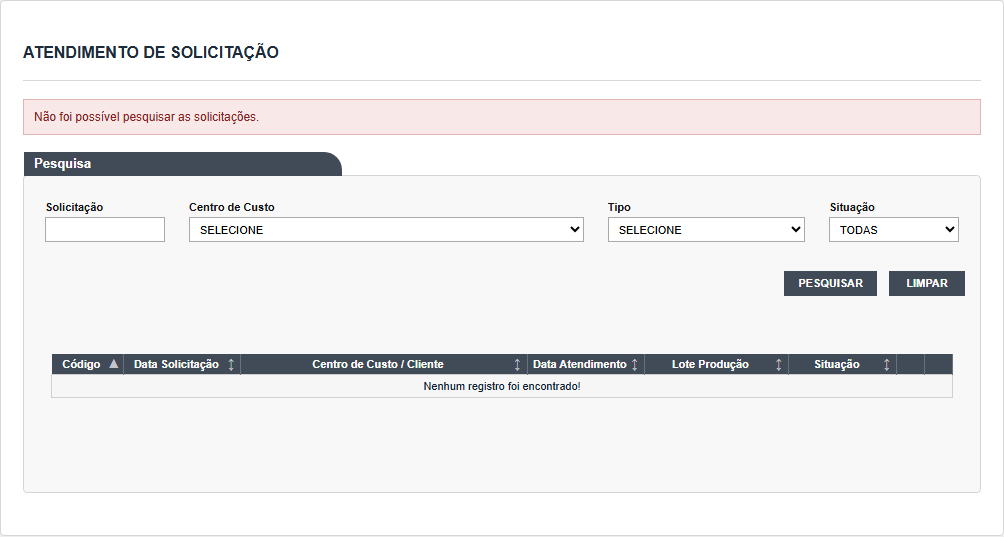 ATENDIMENTO DE SOLICITAÇÃO
Não foi possível pesquisar as solicitações.
Pesquisa
Solicitação Centro de Custo Tipo Situação
SELECIONE SELECIONE TODAS
PESQUISAR LIMPAR
Código Data Solicitação Centro de Custo / Cliente Data Atendimento Lote Produção Situação
Nenhum registro foi encontrado!